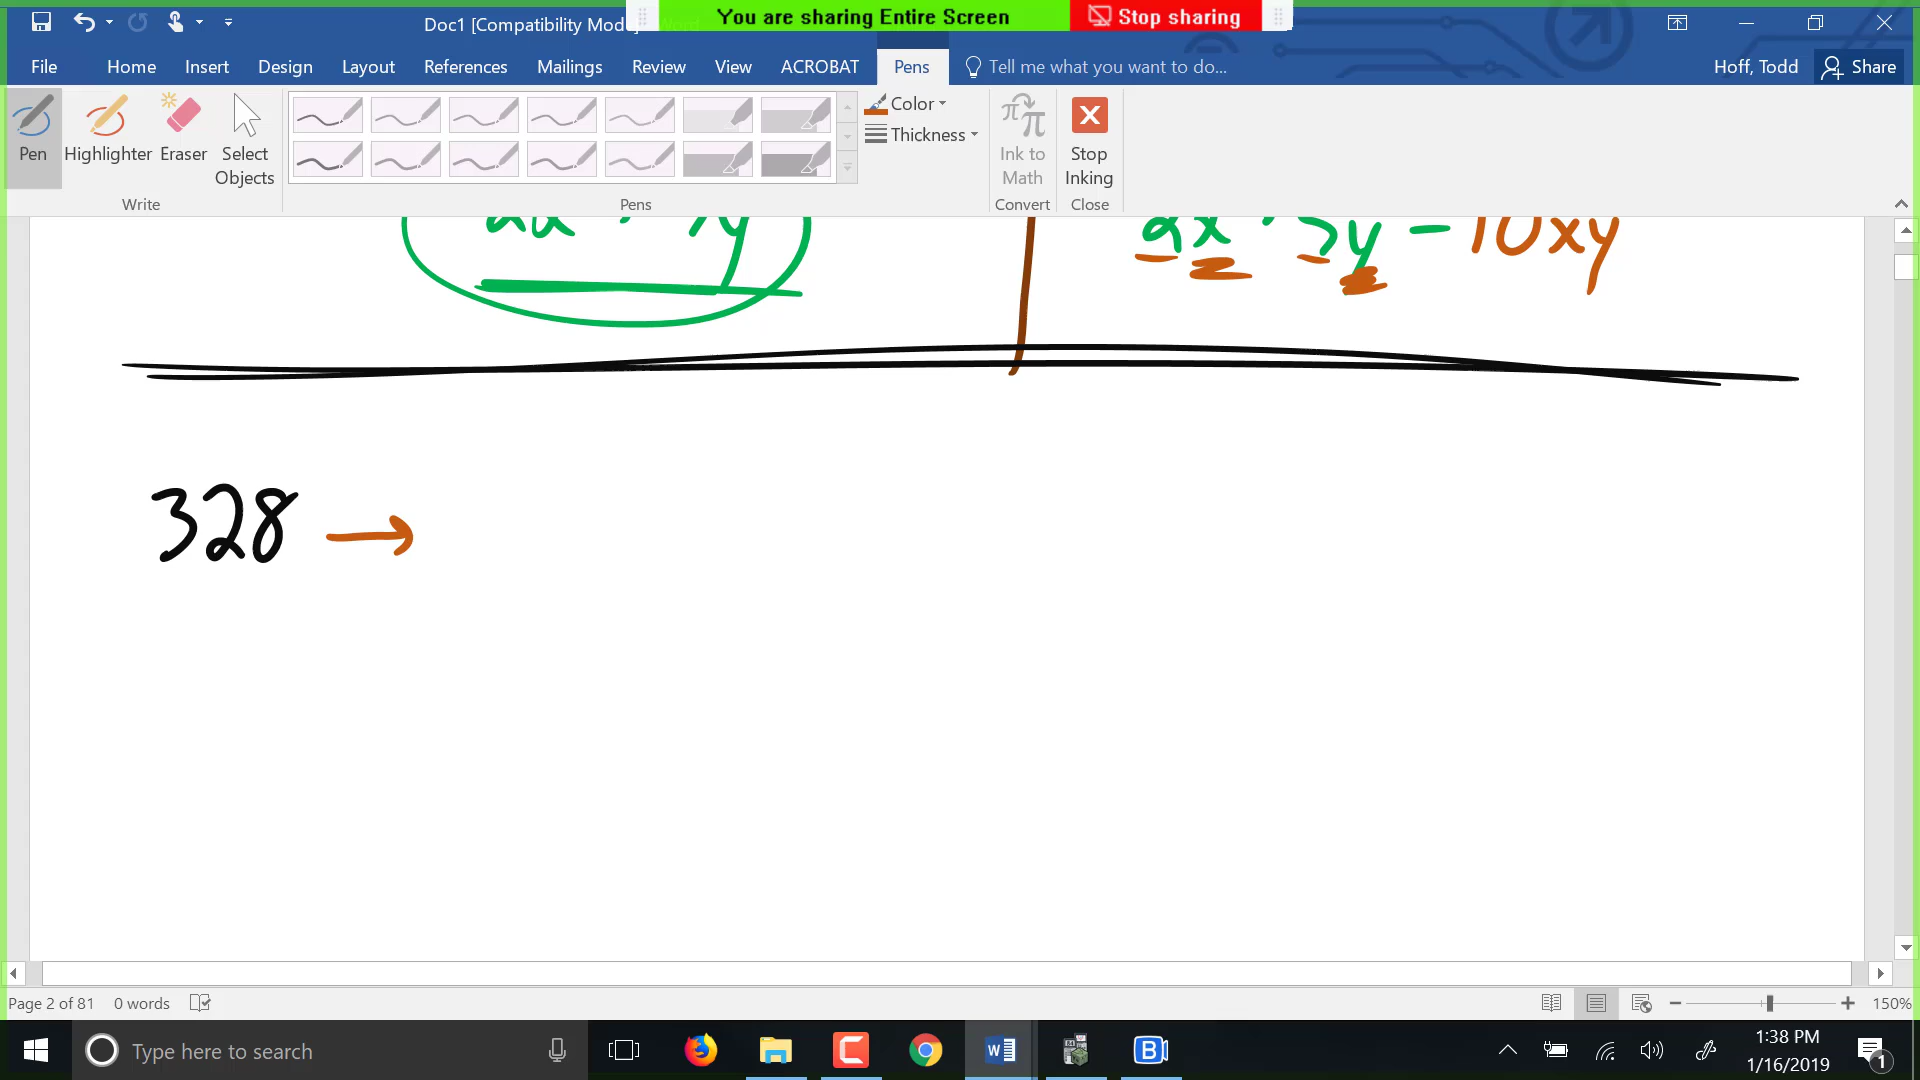 Doc1 [Compatibility Mod
You are sharing Entire Screen
Stop sharing
File Home Insert Design Layout References Mailings Review View ACROBAT Pens Tell me what you want to do... Hoff, Todd Share
Pen Highlighter Eraser Select Objects
Color
Thickness
Ink to Math
Stop Inking
Write Pens Convert Close
2x · 5y - 10xy
328 →
Page 2 of 81 0 words 150%
Type here to search
1:38 PM
1/16/2019
1